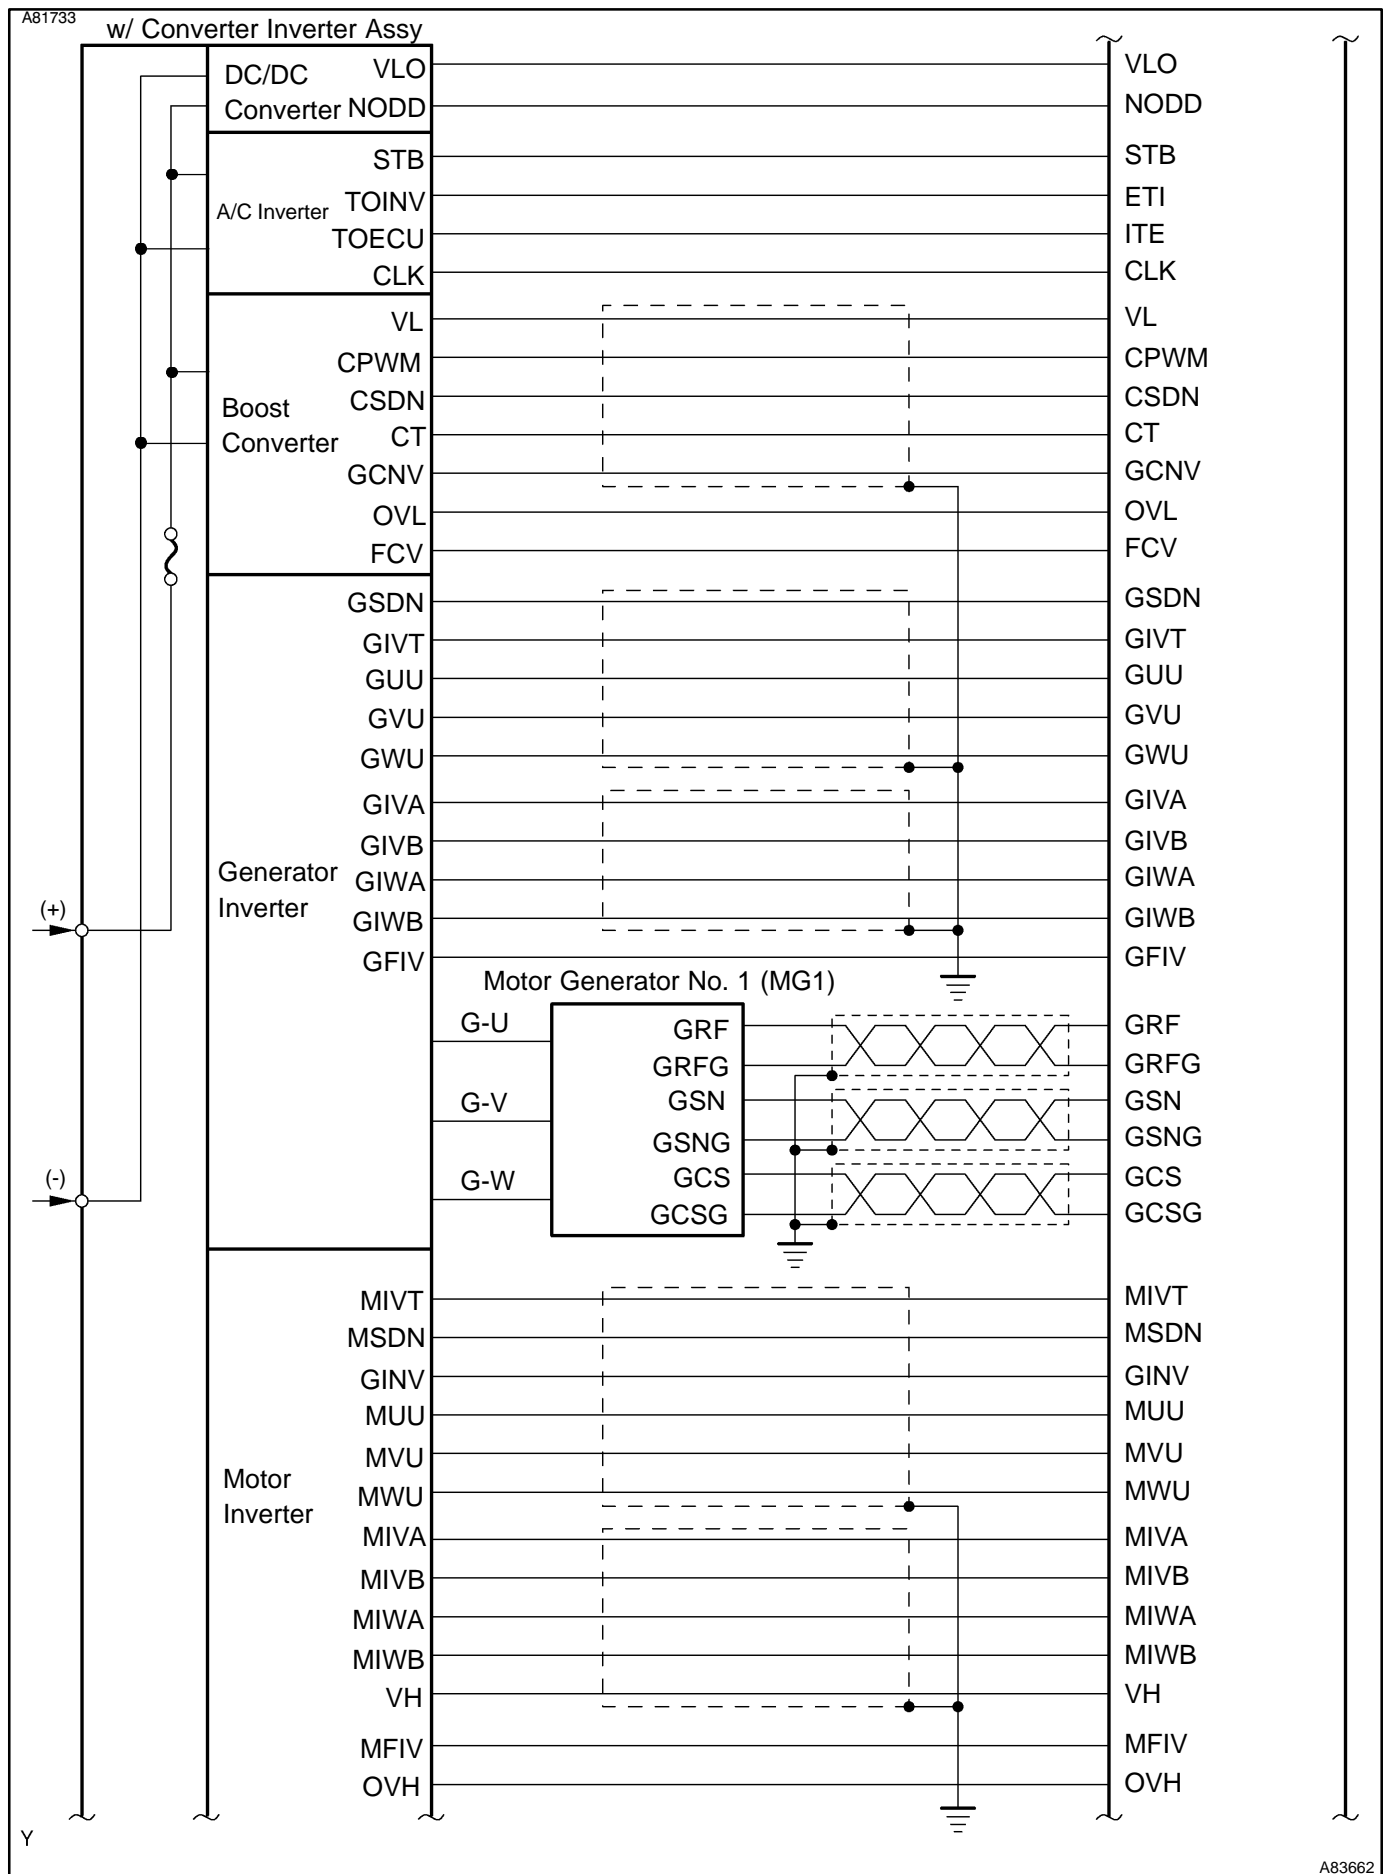 A81733
w/ Converter Inverter Assy
DC/DC
Converter
VLO
NODD
VLO
NODD
A/C Inverter
STB
TOINV
TOECU
CLK
STB
ETI
ITE
CLK
Boost
Converter
VL
CPWM
CSDN
CT
GCNV
OVL
FCV
VL
CPWM
CSDN
CT
GCNV
OVL
FCV
Generator
Inverter
GSDN
GIVT
GUU
GVU
GWU
GIVA
GIVB
GIWA
GIWB
GFIV
GSDN
GIVT
GUU
GVU
GWU
GIVA
GIVB
GIWA
GIWB
GFIV
(+)
(-)
Motor Generator No. 1 (MG1)
G-U
G-V
G-W
GRF
GRFG
GSN
GSNG
GCS
GCSG
GRF
GRFG
GSN
GSNG
GCS
GCSG
Motor
Inverter
MIVT
MSDN
GINV
MUU
MVU
MWU
MIVA
MIVB
MIWA
MIWB
VH
MFIV
OVH
MIVT
MSDN
GINV
MUU
MVU
MWU
MIVA
MIVB
MIWA
MIWB
VH
MFIV
OVH
Y
A83662